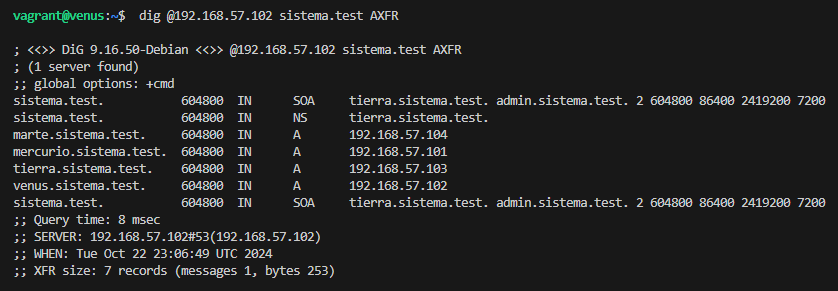 vagrant@venus:~$ dig @192.168.57.102 sistema.test AXFR
; <<>> DiG 9.16.50-Debian <<>> @192.168.57.102 sistema.test AXFR
; (1 server found)
;; global options: +cmd
sistema.test. 604800 IN SOA tierra.sistema.test. admin.sistema.test. 2 604800 86400 2419200 7200
sistema.test. 604800 IN NS tierra.sistema.test.
marte.sistema.test. 604800 IN A 192.168.57.104
mercurio.sistema.test. 604800 IN A 192.168.57.101
tierra.sistema.test. 604800 IN A 192.168.57.103
venus.sistema.test. 604800 IN A 192.168.57.102
sistema.test. 604800 IN SOA tierra.sistema.test. admin.sistema.test. 2 604800 86400 2419200 7200
;; Query time: 8 msec
;; SERVER: 192.168.57.102#53(192.168.57.102)
;; WHEN: Tue Oct 22 23:06:49 UTC 2024
;; XFR size: 7 records (messages 1, bytes 253)